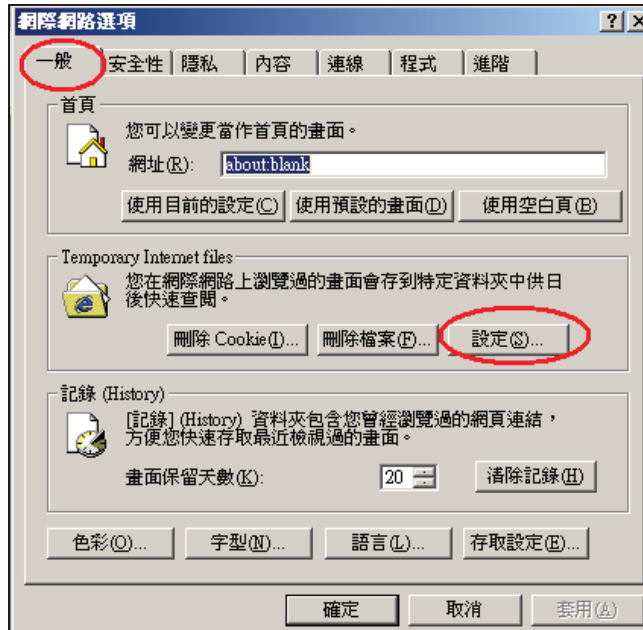 網際網路選項
一般 安全性 隱私 內容 連線 程式 進階
首頁
您可以變更當作首頁的畫面。
網址(R): about:blank
使用目前的設定(C) 使用預設的畫面(D) 使用空白頁(B)
Temporary Internet files
您在網際網路上瀏覽過的畫面會存到特定資料夾中供日
後快速查閱。
刪除 Cookie(I)... 刪除檔案(F)... 設定(S)...
記錄 (History)
[記錄] (History) 資料夾包含您曾經瀏覽過的網頁連結，
方便您快速存取最近檢視過的畫面。
畫面保留天數(K): 20 清除記錄(H)
色彩(O)... 字型(N)... 語言(L)... 存取設定(E)...
確定 取消 套用(A)